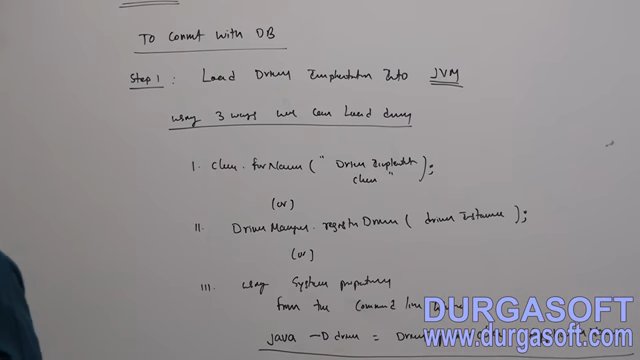 To Connect with DB
Step 1 : Load Driver Implementation Into JVM
using 3 ways we can Load driver
I. Class.forName( " Driver Implementation
class " );
(or)
II. DriverManager.registerDriver( driver Instance );
(or)
III. using System property
from the Command line
java -D driver = Driver
DURGASOFT
www.durgasoft.com